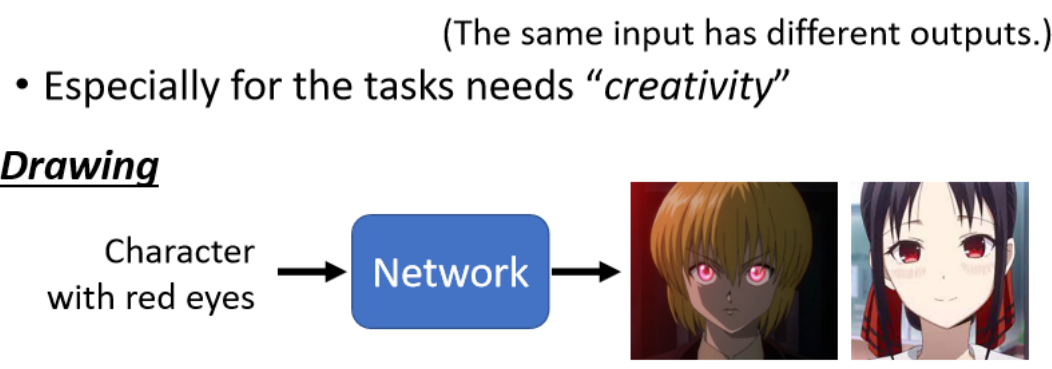 (The same input has different outputs.)
• Especially for the tasks needs “creativity”
Drawing
Character
with red eyes
Network